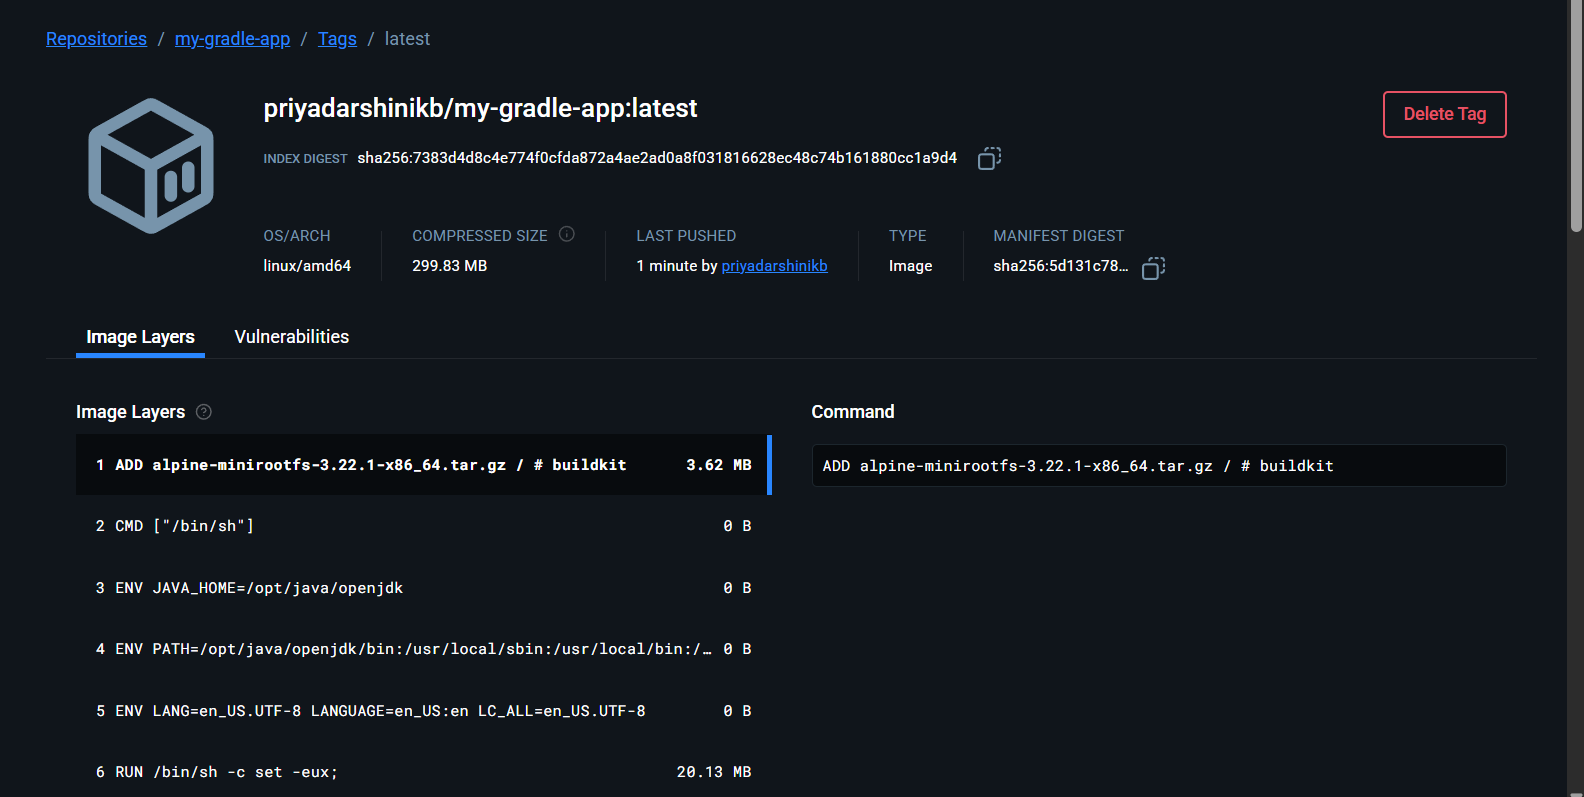 Repositories / my-gradle-app / Tags / latest
priyadarshinikb/my-gradle-app:latest
Delete Tag
INDEX DIGEST sha256:7383d4d8c4e774f0cfda872a4ae2ad0a8f031816628ec48c74b161880cc1a9d4
OS/ARCH COMPRESSED SIZE LAST PUSHED TYPE MANIFEST DIGEST
linux/amd64 299.83 MB 1 minute by priyadarshinikb Image sha256:5d131c78...
Image Layers Vulnerabilities
Image Layers Command
1 ADD alpine-minirootfs-3.22.1-x86_64.tar.gz / # buildkit 3.62 MB
ADD alpine-minirootfs-3.22.1-x86_64.tar.gz / # buildkit
2 CMD ["/bin/sh"] 0 B
3 ENV JAVA_HOME=/opt/java/openjdk 0 B
4 ENV PATH=/opt/java/openjdk/bin:/usr/local/sbin:/usr/local/bin:/… 0 B
5 ENV LANG=en_US.UTF-8 LANGUAGE=en_US:en LC_ALL=en_US.UTF-8 0 B
6 RUN /bin/sh -c set -eux; 20.13 MB